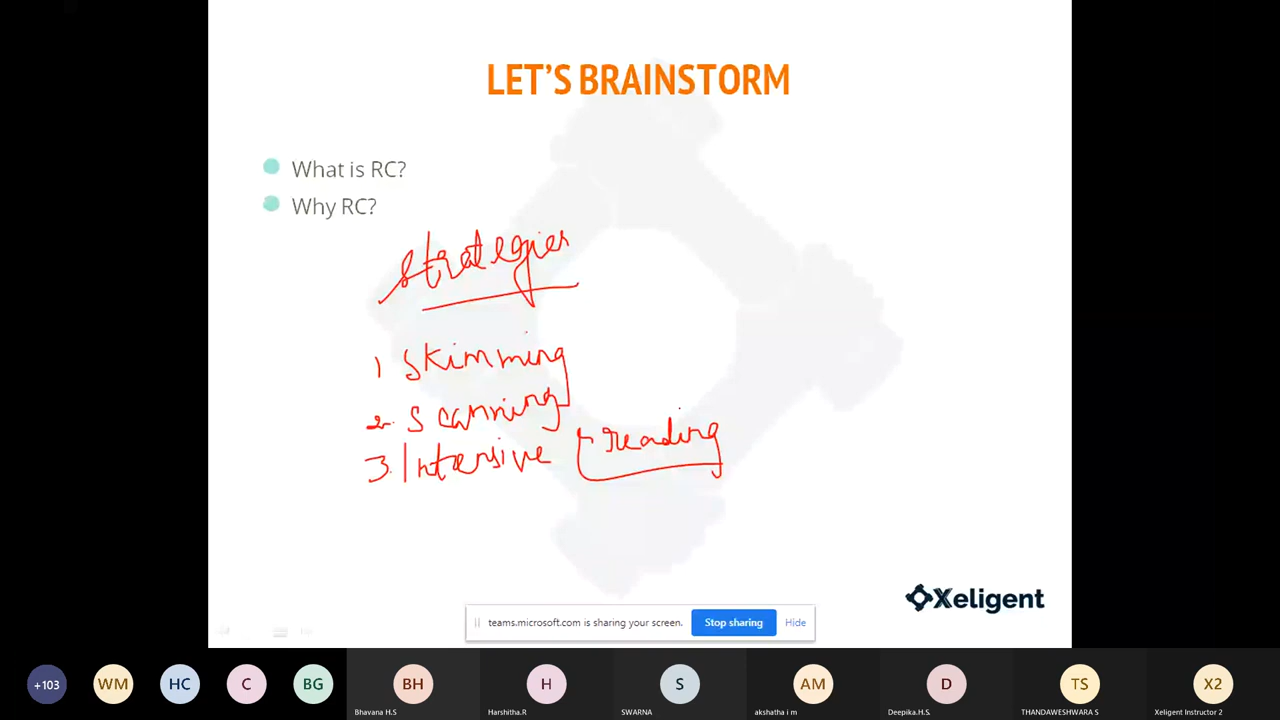 LET'S BRAINSTORM
What is RC?
Why RC?
Strategies
1 Skimming
2. Scanning
3. Intensive reading
Xeligent
teams.microsoft.com is sharing your screen. Stop sharing Hide
+103 WM HC C BG BH H S AM D TS X2
Bhavana H.S Harshitha.R SWARNA akshatha i m Deepika.H.S. THANDAWESHWARA S Xeligent Instructor 2